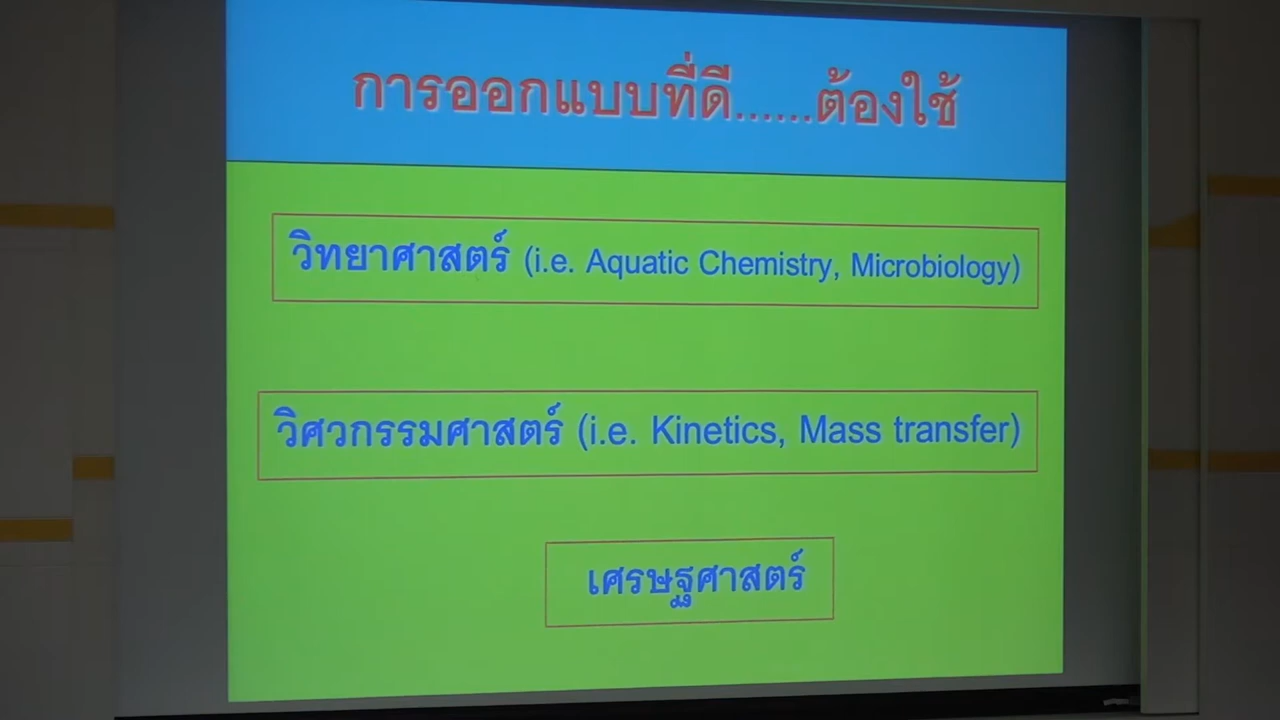 การออกแบบที่ดี......ต้องใช้
วิทยาศาสตร์ (i.e. Aquatic Chemistry, Microbiology)
วิศวกรรมศาสตร์ (i.e. Kinetics, Mass transfer)
เศรษฐศาสตร์